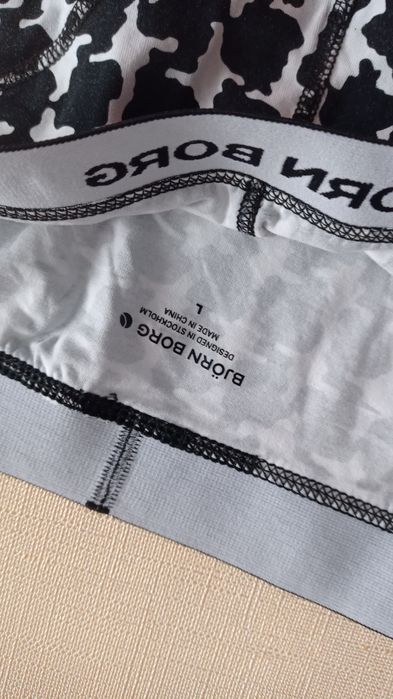 ÖRN BORG
BJÖRN BORG
DESIGNED IN STOCKHOLM
MADE IN CHINA
L